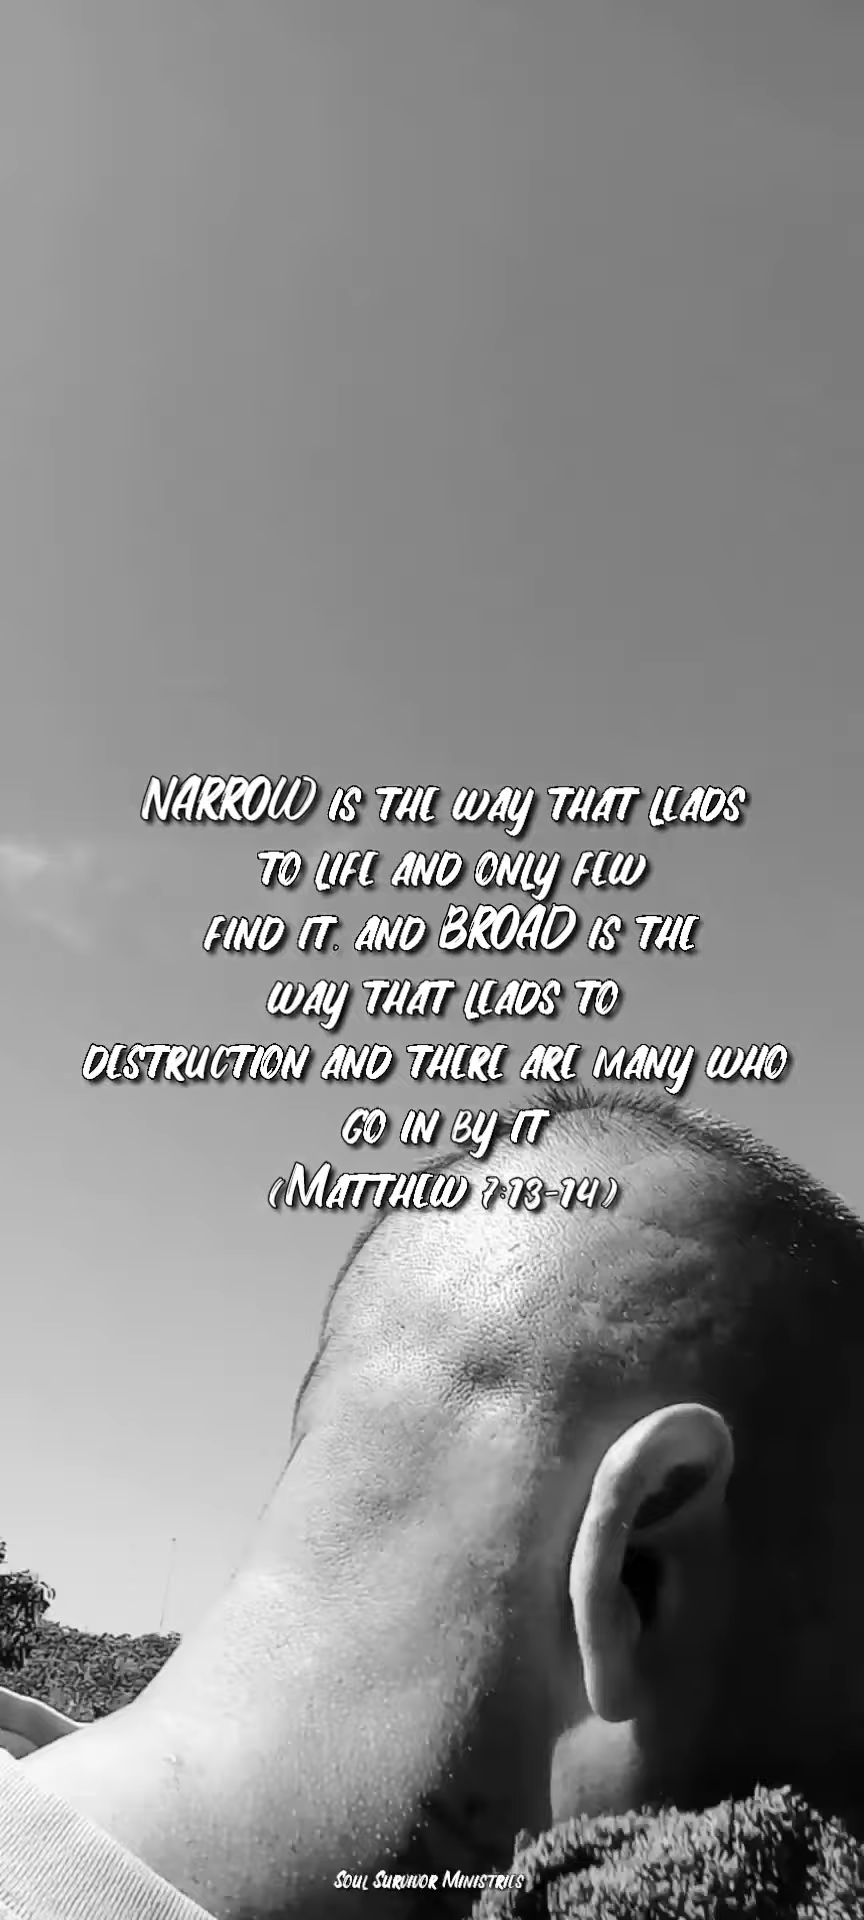 NARROW IS THE WAY THAT LEADS
TO LIFE AND ONLY FEW
FIND IT. AND BROAD IS THE
WAY THAT LEADS TO
DESTRUCTION AND THERE ARE MANY WHO
GO IN BY IT
(MATTHEW 7:13-14)
SOUL SURVIVOR MINISTRIES